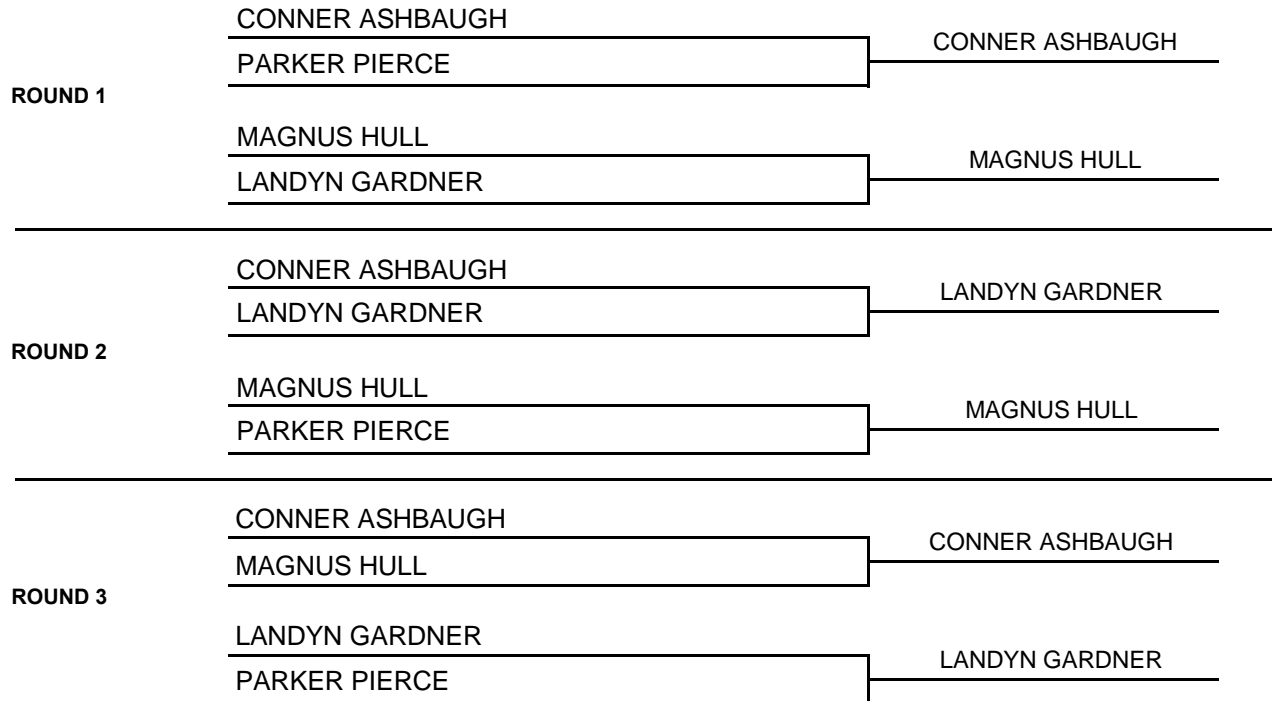 CONNER ASHBAUGH
CONNER ASHBAUGH
PARKER PIERCE
ROUND 1
MAGNUS HULL
MAGNUS HULL
LANDYN GARDNER
CONNER ASHBAUGH
LANDYN GARDNER
LANDYN GARDNER
ROUND 2
MAGNUS HULL
MAGNUS HULL
PARKER PIERCE
CONNER ASHBAUGH
CONNER ASHBAUGH
MAGNUS HULL
ROUND 3
LANDYN GARDNER
LANDYN GARDNER
PARKER PIERCE